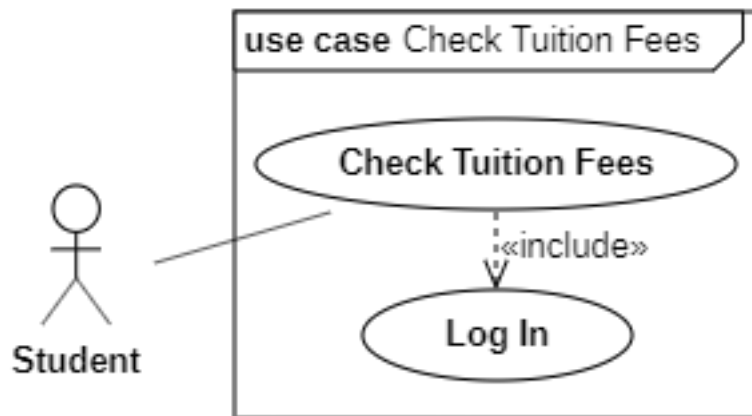 use case Check Tuition Fees
Check Tuition Fees
«include»
Log In
Student